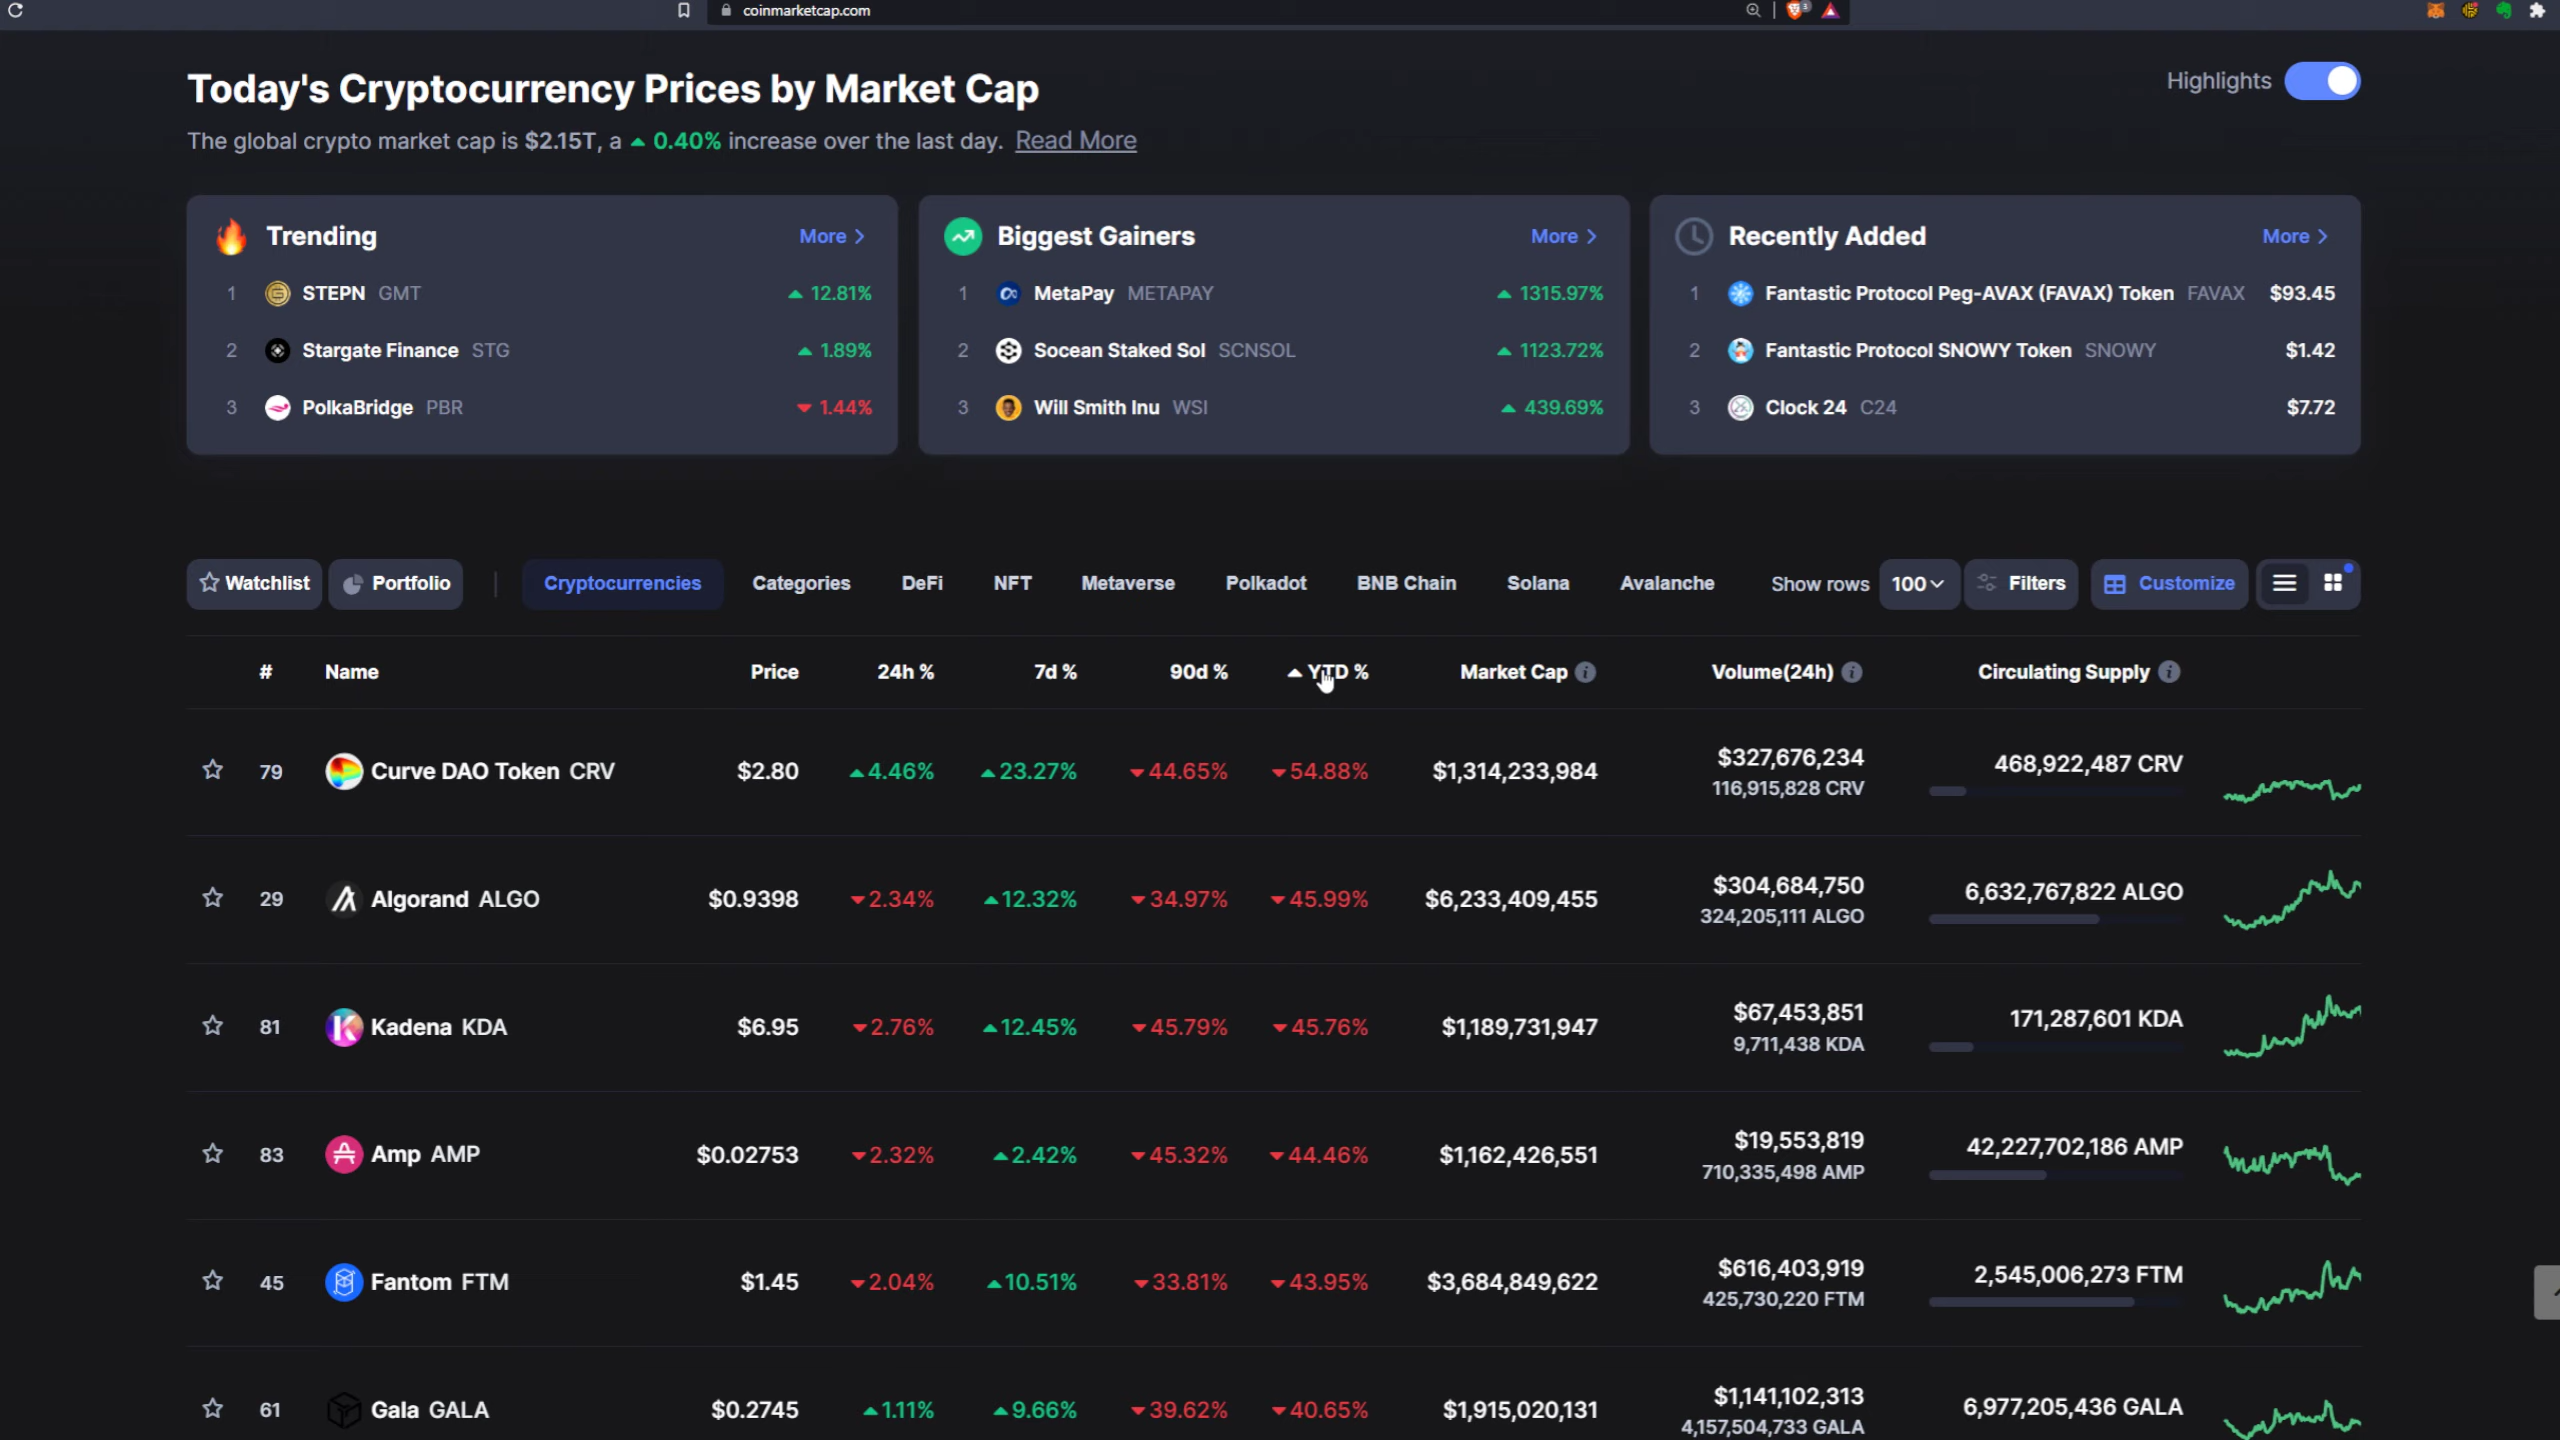 coinmarketcap.com
3
Today's Cryptocurrency Prices by Market Cap
Highlights
The global crypto market cap is $2.15T, a 0.40% increase over the last day. Read More
Trending
More
1 STEPN GMT 12.81%
2 Stargate Finance STG 1.89%
3 PolkaBridge PBR 1.44%
Biggest Gainers
More
1 MetaPay METAPAY 1315.97%
2 Socean Staked Sol SCNSOL 1123.72%
3 Will Smith Inu WSI 439.69%
Recently Added
More
1 Fantastic Protocol Peg-AVAX (FAVAX) Token FAVAX $93.45
2 Fantastic Protocol SNOWY Token SNOWY $1.42
3 Clock 24 C24 $7.72
Watchlist Portfolio Cryptocurrencies Categories DeFi NFT Metaverse Polkadot BNB Chain Solana Avalanche Show rows 100 Filters Customize
# Name Price 24h % 7d % 90d % YTD % Market Cap Volume(24h) Circulating Supply
79 Curve DAO Token CRV $2.80 4.46% 23.27% 44.65% 54.88% $1,314,233,984 $327,676,234 468,922,487 CRV
116,915,828 CRV
29 Algorand ALGO $0.9398 2.34% 12.32% 34.97% 45.99% $6,233,409,455 $304,684,750 6,632,767,822 ALGO
324,205,111 ALGO
81 Kadena KDA $6.95 2.76% 12.45% 45.79% 45.76% $1,189,731,947 $67,453,851 171,287,601 KDA
9,711,438 KDA
83 Amp AMP $0.02753 2.32% 2.42% 45.32% 44.46% $1,162,426,551 $19,553,819 42,227,702,186 AMP
710,335,498 AMP
45 Fantom FTM $1.45 2.04% 10.51% 33.81% 43.95% $3,684,849,622 $616,403,919 2,545,006,273 FTM
425,730,220 FTM
61 Gala GALA $0.2745 1.11% 9.66% 39.62% 40.65% $1,915,020,131 $1,141,102,313 6,977,205,436 GALA
4,157,504,733 GALA